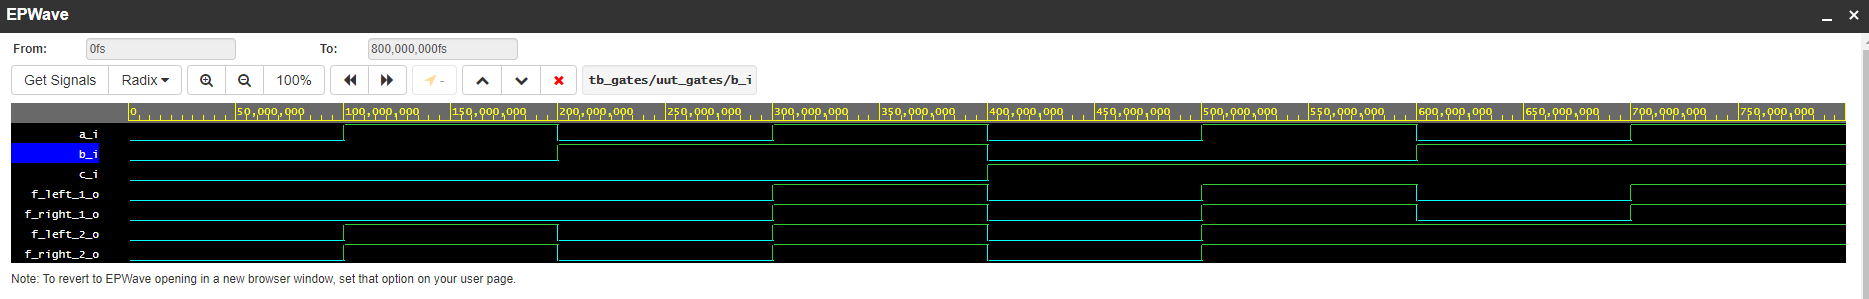 EPWave
From: 0fs To: 800,000,000fs
Get Signals Radix 100% - tb_gates/uut_gates/b_i
0 50,000,000 100,000,000 150,000,000 200,000,000 250,000,000 300,000,000 350,000,000 400,000,000 450,000,000 500,000,000 550,000,000 600,000,000 650,000,000 700,000,000 750,000,000
a_i
b_i
c_i
f_left_1_o
f_right_1_o
f_left_2_o
f_right_2_o
Note: To revert to EPWave opening in a new browser window, set that option on your user page.